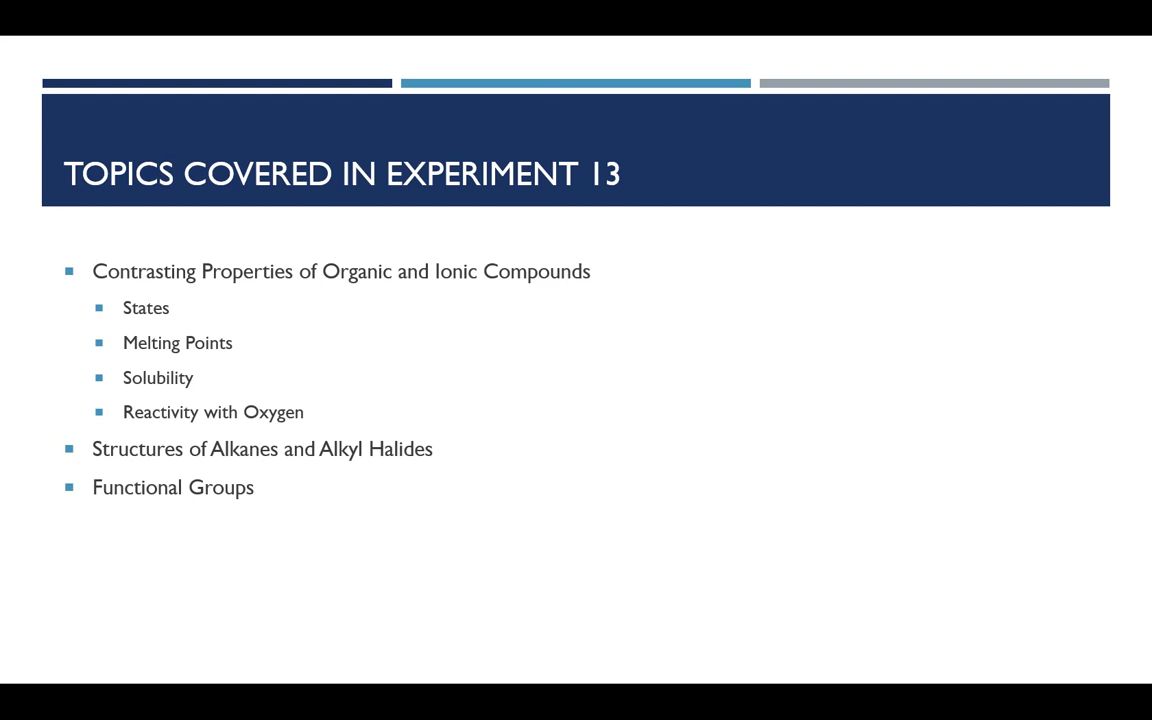 TOPICS COVERED IN EXPERIMENT 13
Contrasting Properties of Organic and Ionic Compounds
States
Melting Points
Solubility
Reactivity with Oxygen
Structures of Alkanes and Alkyl Halides
Functional Groups